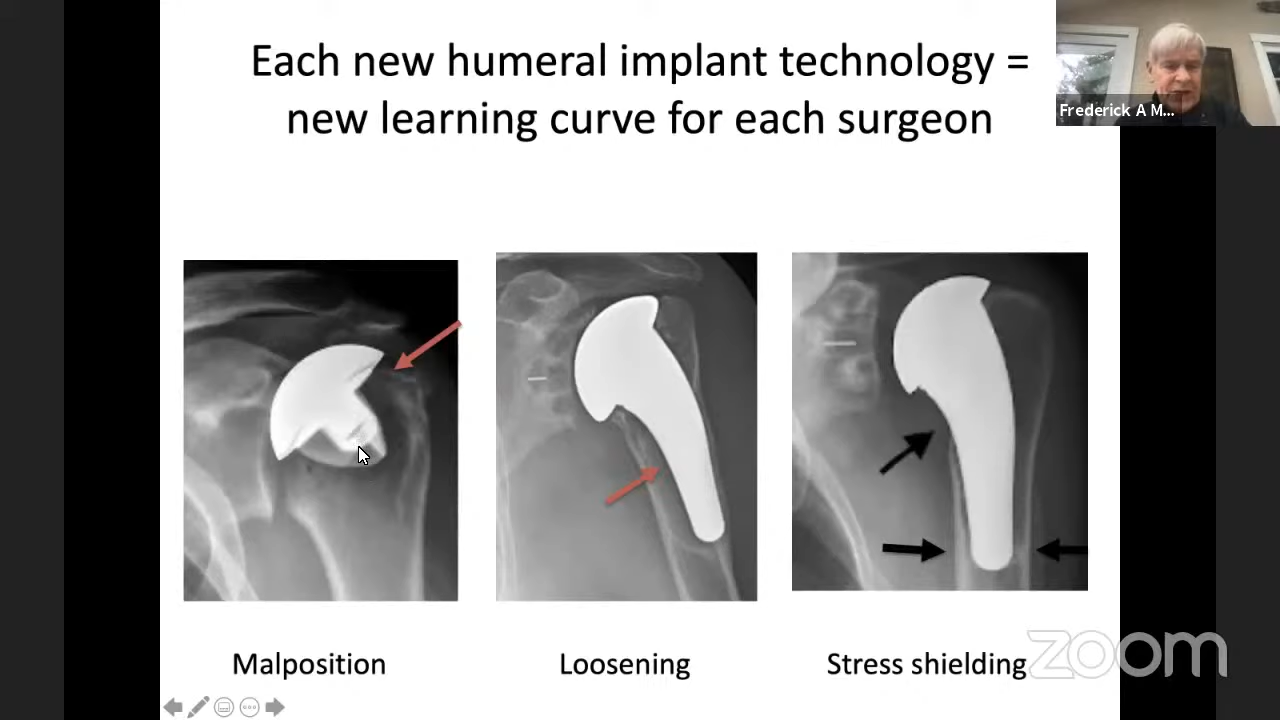 Each new humeral implant technology =
new learning curve for each surgeon
Frederick A M...
Malposition
Loosening
Stress shielding
zoom